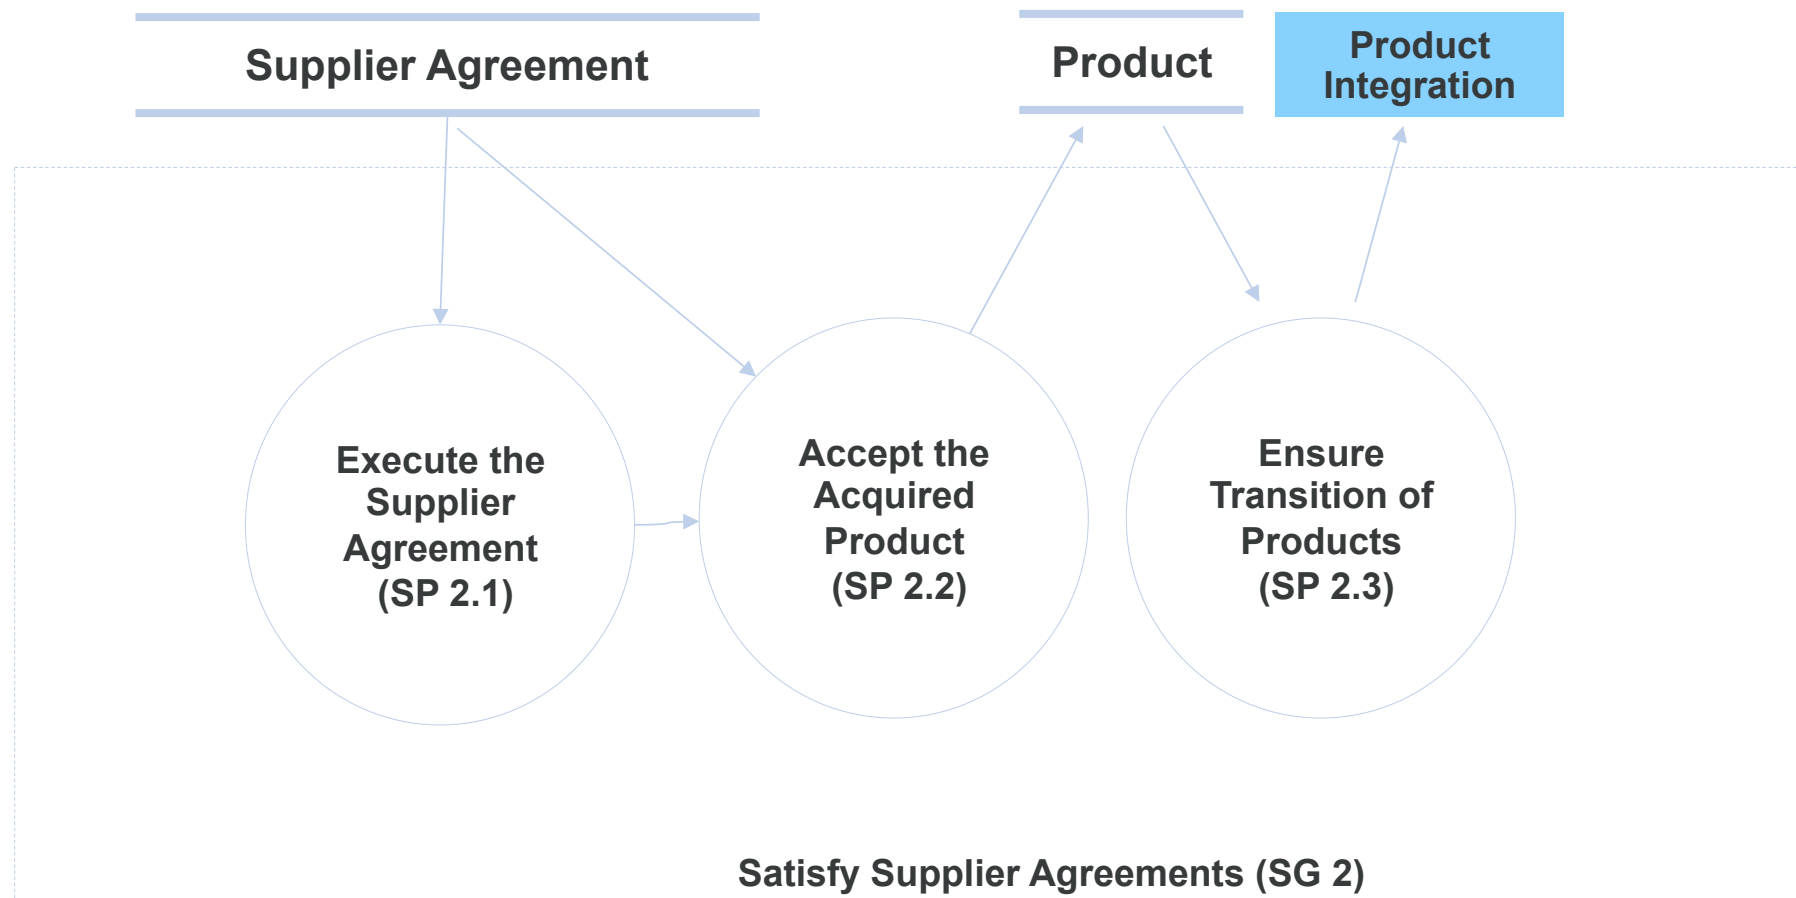 Supplier Agreement
Product
Product
Integration
Execute the
Supplier
Agreement
(SP 2.1)
Accept the
Acquired
Product
(SP 2.2)
Ensure
Transition of
Products
(SP 2.3)
Satisfy Supplier Agreements (SG 2)